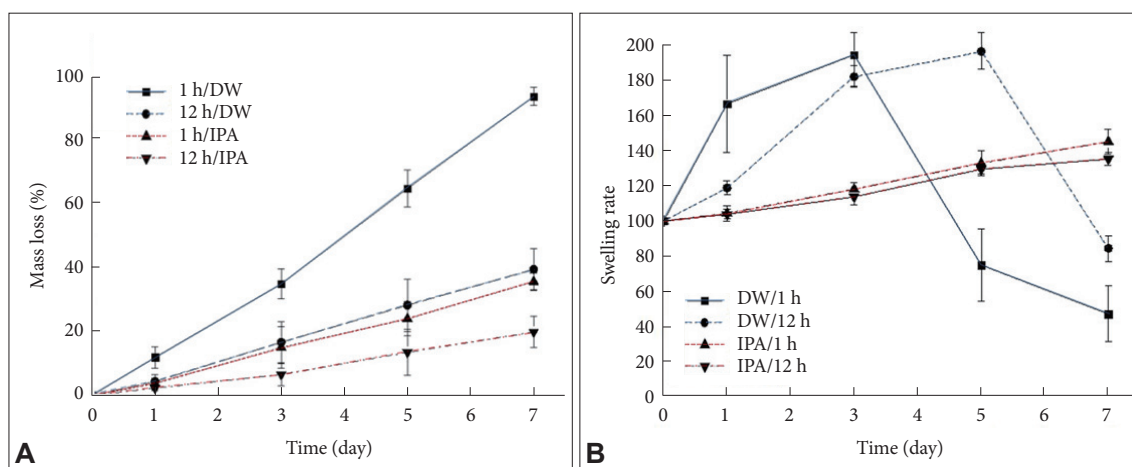 100
80
60
40
20
0
Mass loss (%)
1 h/DW
12 h/DW
1 h/IPA
12 h/IPA
0 1 3 4 5 6 7
Time (day)
A
200
180
160
140
120
100
80
60
40
20
0
Swelling rate
DW/1 h
DW/12 h
IPA/1 h
IPA/12 h
0 1 2 3 4 5 6 7
Time (day)
B